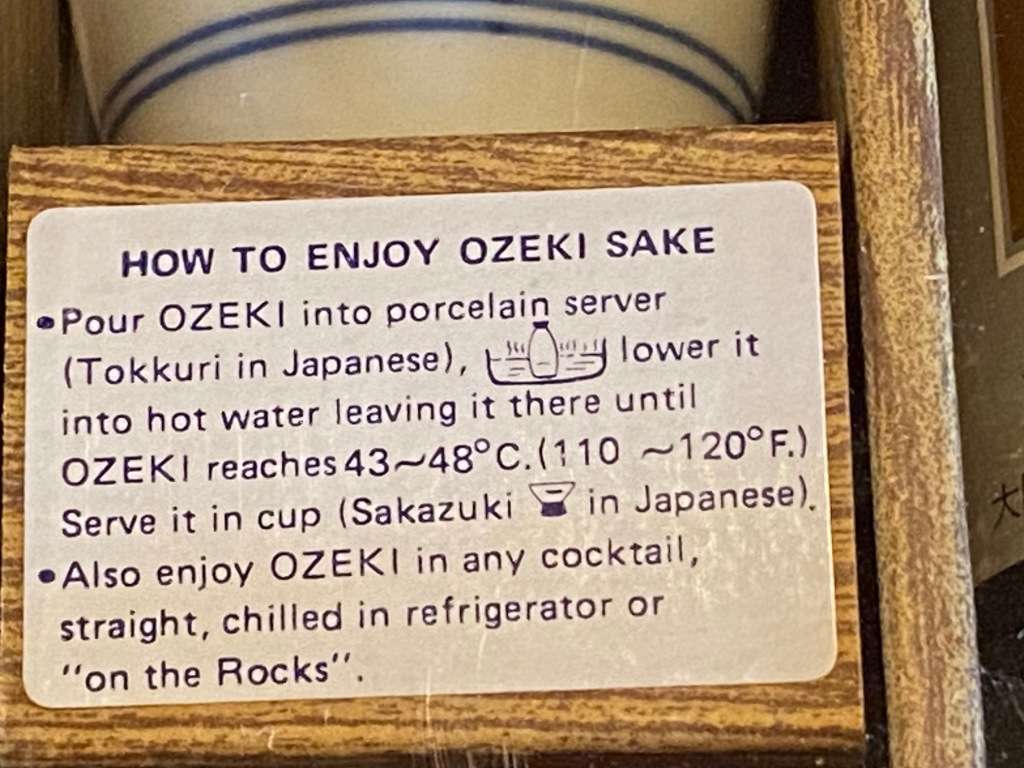 HOW TO ENJOY OZEKI SAKE
•Pour OZEKI into porcelain server
(Tokkuri in Japanese), lower it
into hot water leaving it there until
OZEKI reaches 43~48°C.(110 ~120°F.)
Serve it in cup (Sakazuki in Japanese).
•Also enjoy OZEKI in any cocktail,
straight, chilled in refrigerator or
"on the Rocks".
大